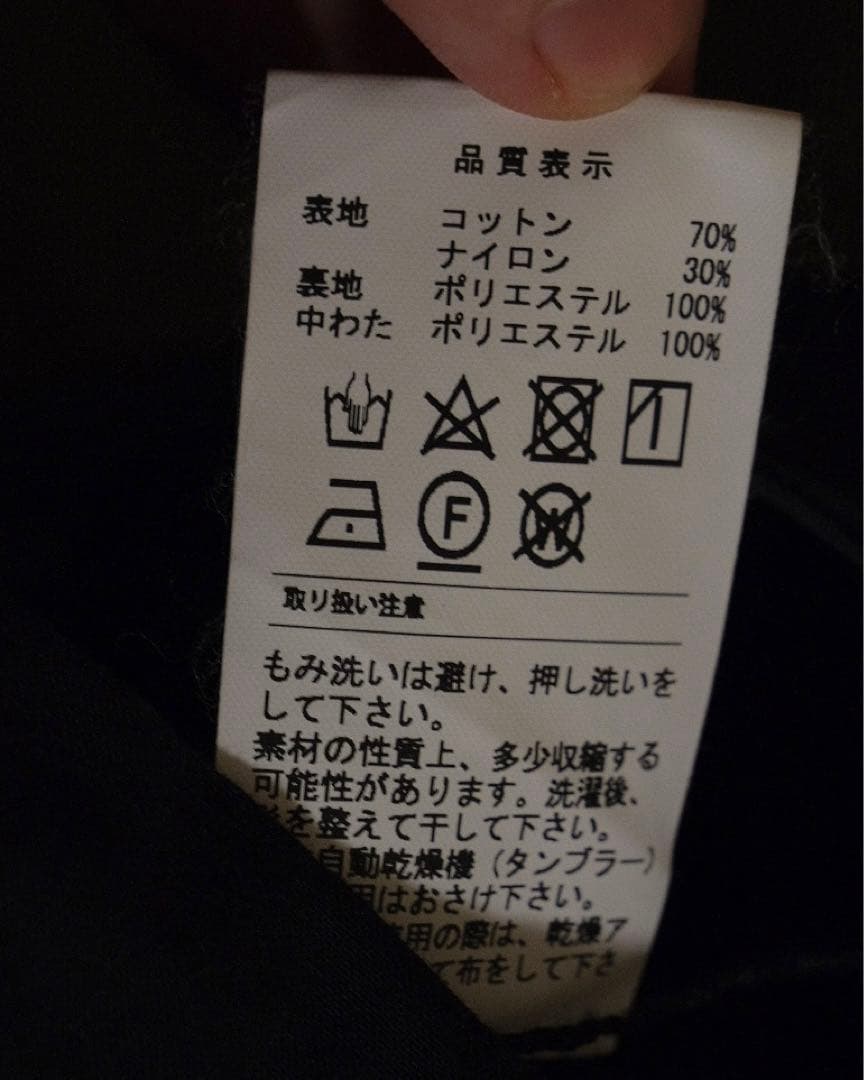 品質表示
表地 コットン 70%
ナイロン 30%
裏地 ポリエステル 100%
中わた ポリエステル 100%
F W
取り扱い注意
もみ洗いは避け、押し洗いを
して下さい。
素材の性質上、多少収縮する
可能性があります。洗濯後、
を整えて干して下さい。
自動乾燥機（タンブラー）
用はおさけ下さい。
用の際は、乾燥ア
て布をして下さ